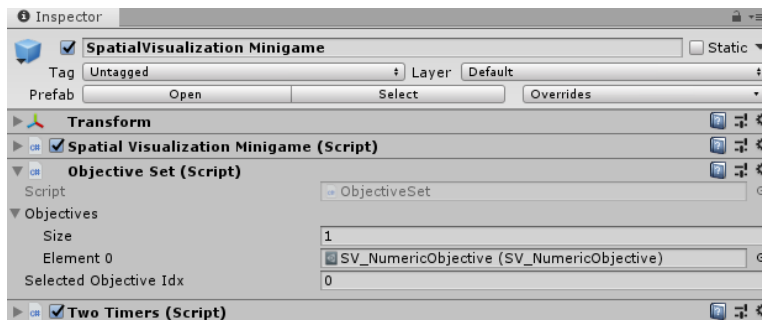 Inspector
SpatialVisualization Minigame Static
Tag Untagged Layer Default
Prefab Open Select Overrides
Transform
Spatial Visualization Minigame (Script)
Objective Set (Script)
Script ObjectiveSet
Objectives
Size 1
Element 0 SV_NumericObjective (SV_NumericObjective)
Selected Objective Idx 0
Two Timers (Script)